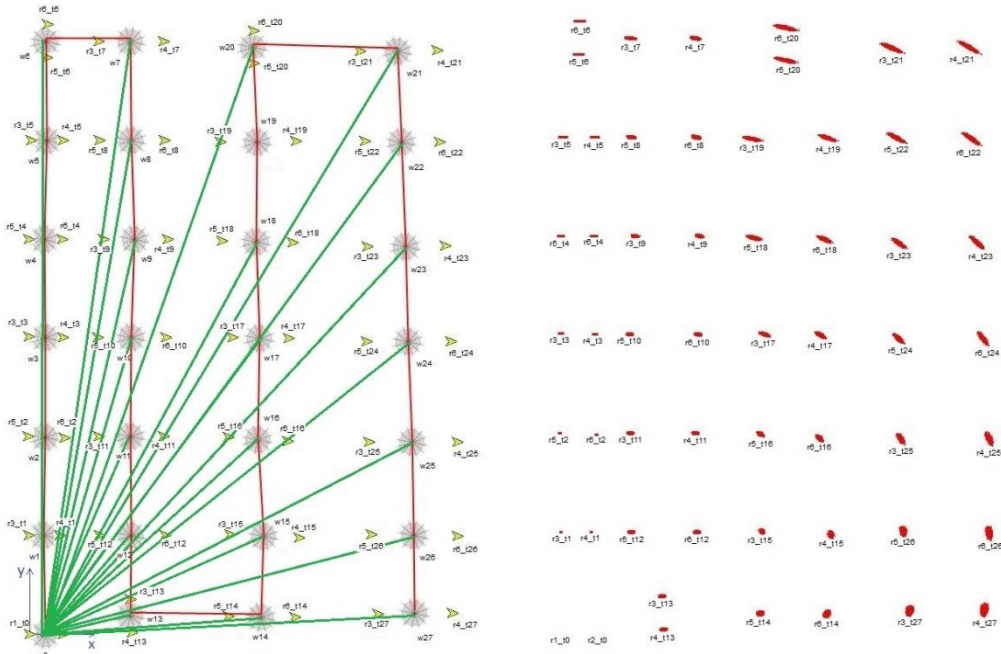 r6_t6
r6_t20
w6
r3_t7
w7
r4_t7
w20
r3_t21
w21
r4_t21
r5_t6
r5_t20
r3_t5
r4_t5
r3_t19
w19
r4_t19
w5
r5_t8
w8
r6_t8
r5_t22
w22
r6_t22
r5_t4
r6_t4
w18
r6_t18
w4
r3_t9
w9
r4_t9
r5_t18
r3_t23
w23
r4_t23
r3_t3
r4_t3
r3_t17
r4_t17
w3
r5_t10
w10
r6_t10
w17
r5_t24
w24
r6_t24
r5_t2
r6_t2
r5_t16
w16
r6_t16
w2
r3_t11
w11
r4_t11
r3_t25
w25
r4_t25
r3_t1
r4_t1
r3_t15
w15
r4_t15
w1
r5_t12
w12
r6_t12
r5_t26
w26
r6_t26
y
r3_t13
r5_t14
r6_t14
w13
w14
r3_t27
w27
r4_t27
r1_t0
x
r4_t13
r6_t6
r6_t20
r3_t7
r4_t7
r3_t21
r4_t21
r5_t6
r5_t20
r3_t5
r4_t5
r5_t8
r6_t8
r3_t19
r4_t19
r5_t22
r6_t22
r5_t4
r6_t4
r3_t9
r4_t9
r5_t18
r6_t18
r3_t23
r4_t23
r3_t3
r4_t3
r5_t10
r6_t10
r3_t17
r4_t17
r5_t24
r6_t24
r5_t2
r6_t2
r3_t11
r4_t11
r5_t16
r6_t16
r3_t25
r4_t25
r3_t1
r4_t1
r5_t12
r6_t12
r3_t15
r4_t15
r5_t26
r6_t26
r3_t13
r1_t0
r2_t0
r4_t13
r5_t14
r6_t14
r3_t27
r4_t27